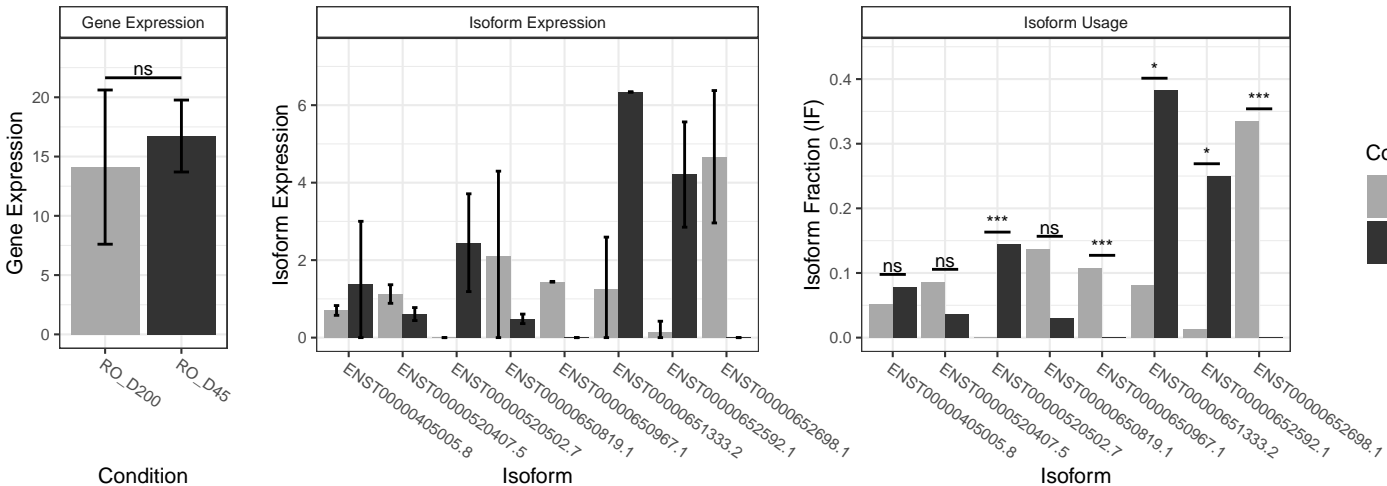 Gene Expression
Isoform Expression
Isoform Usage
Gene Expression
0
5
10
15
20
ns
RO_D200
RO_D45
Condition
Isoform Expression
0
2
4
6
ENST00000405005.8
ENST00000520407.5
ENST00000520502.7
ENST00000650819.1
ENST00000650967.1
ENST00000651333.2
ENST00000652592.1
ENST00000652698.1
Isoform
Isoform Fraction (IF)
0.0
0.1
0.2
0.3
0.4
ns
ns
***
ns
***
*
*
***
ENST00000405005.8
ENST00000520407.5
ENST00000520502.7
ENST00000650819.1
ENST00000650967.1
ENST00000651333.2
ENST00000652592.1
ENST00000652698.1
Isoform